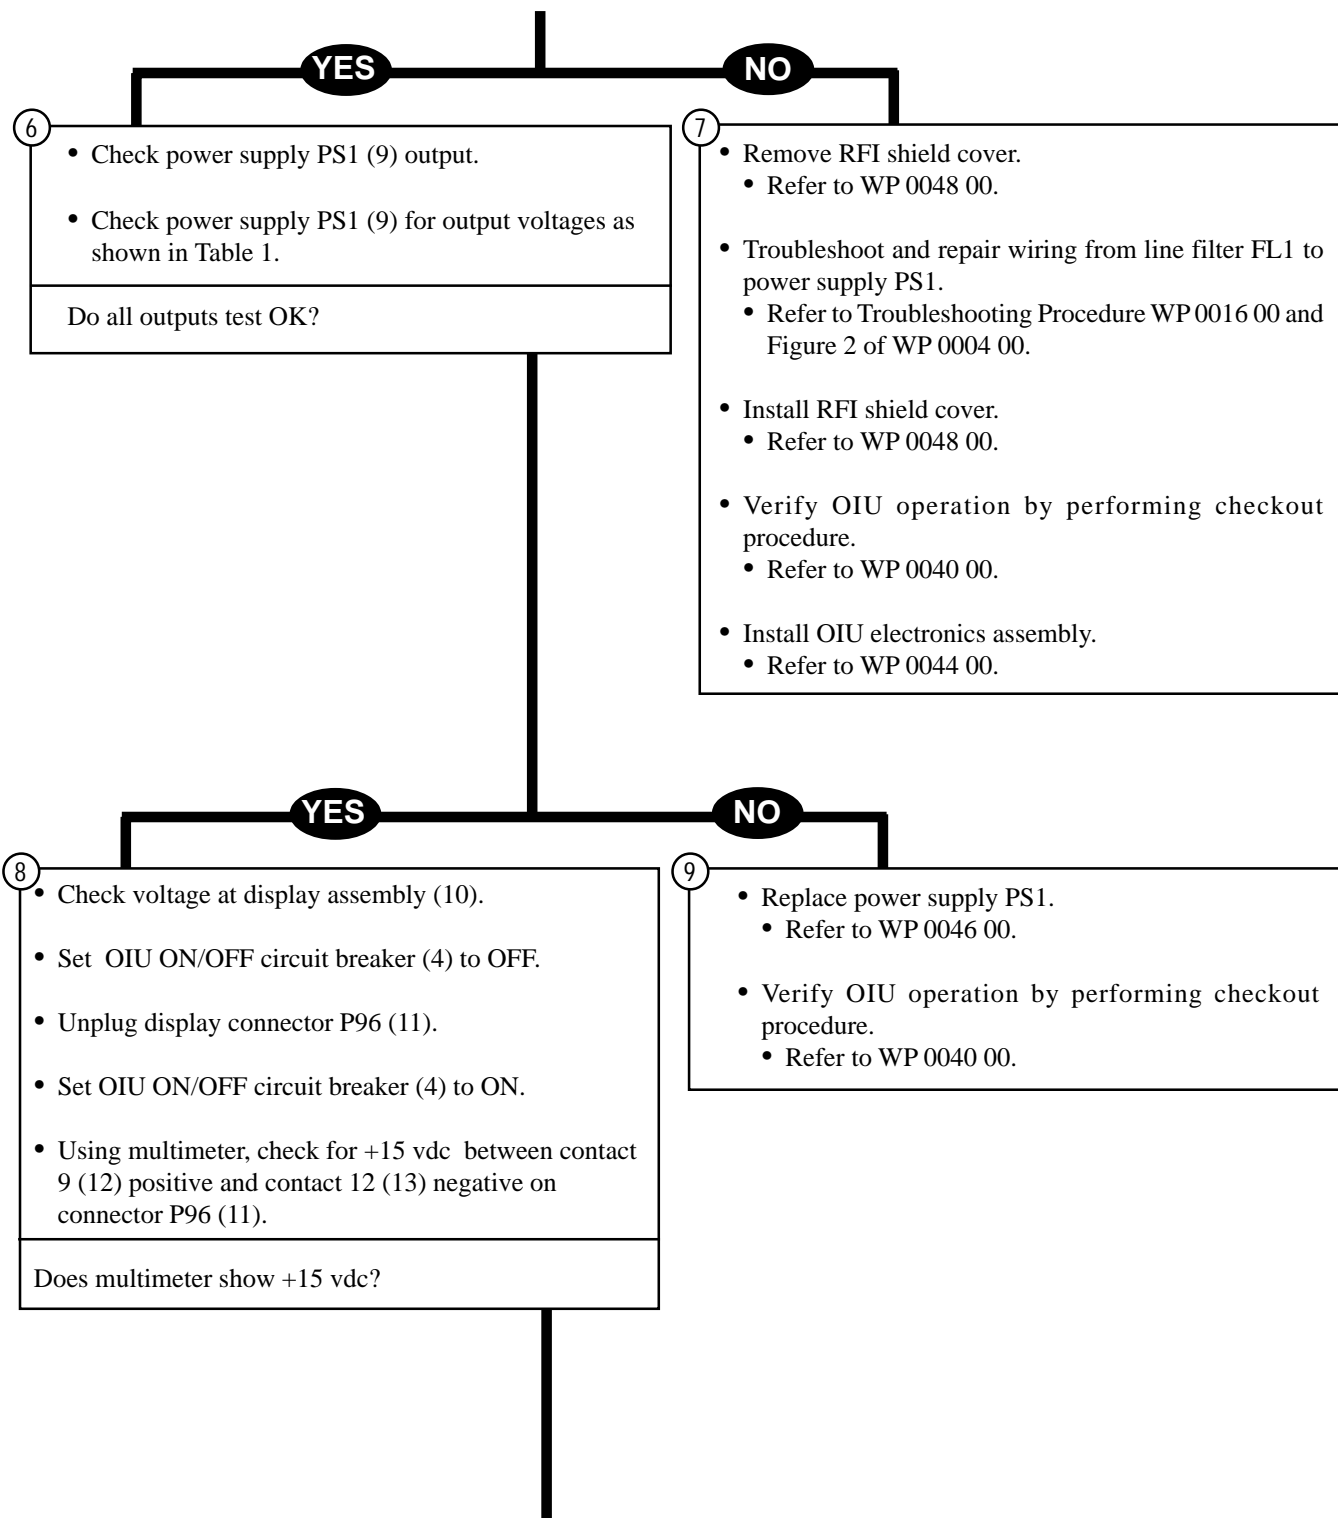 YES
NO
6
• Check power supply PS1 (9) output.
• Check power supply PS1 (9) for output voltages as
shown in Table 1.
Do all outputs test OK?
7
• Remove RFI shield cover.
• Refer to WP 0048 00.
• Troubleshoot and repair wiring from line filter FL1 to
power supply PS1.
• Refer to Troubleshooting Procedure WP 0016 00 and
Figure 2 of WP 0004 00.
• Install RFI shield cover.
• Refer to WP 0048 00.
• Verify OIU operation by performing checkout
procedure.
• Refer to WP 0040 00.
• Install OIU electronics assembly.
• Refer to WP 0044 00.
YES
NO
8
• Check voltage at display assembly (10).
• Set OIU ON/OFF circuit breaker (4) to OFF.
• Unplug display connector P96 (11).
• Set OIU ON/OFF circuit breaker (4) to ON.
• Using multimeter, check for +15 vdc between contact
9 (12) positive and contact 12 (13) negative on
connector P96 (11).
Does multimeter show +15 vdc?
9
• Replace power supply PS1.
• Refer to WP 0046 00.
• Verify OIU operation by performing checkout
procedure.
• Refer to WP 0040 00.